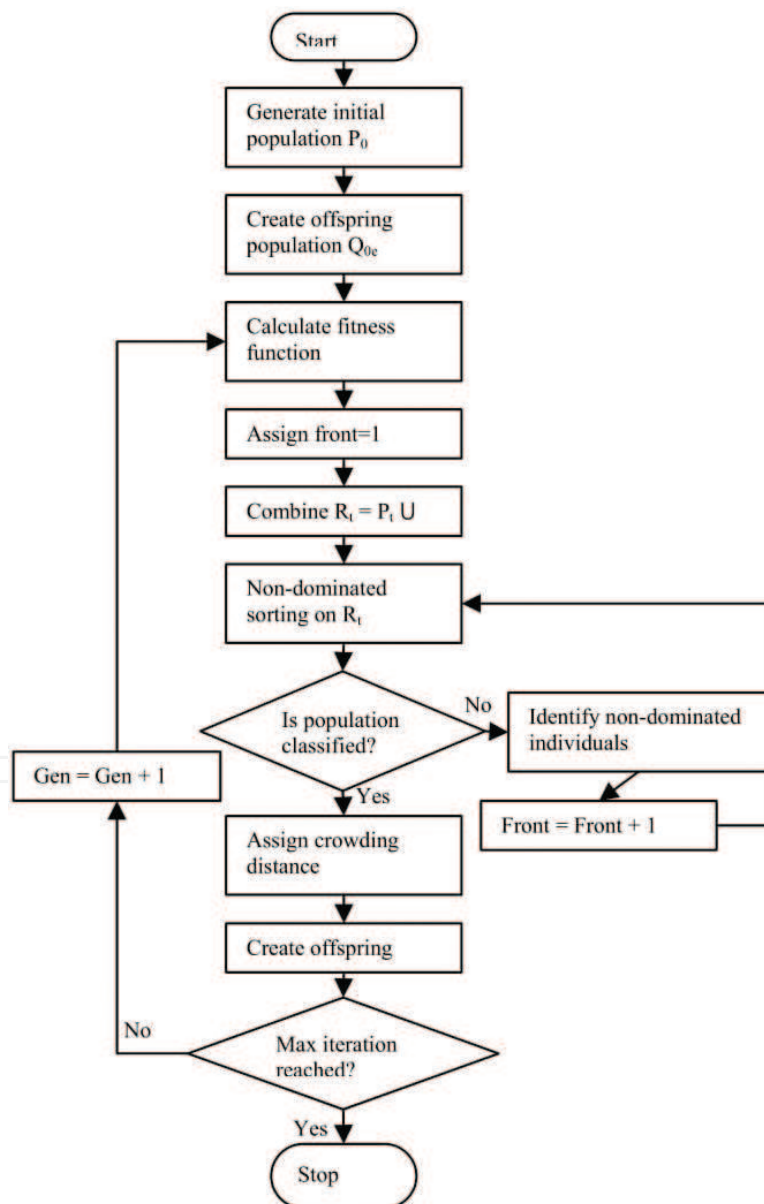 Start
Generate initial
population P₀
Create offspring
population Q₀ₑ
Calculate fitness
function
Assign front=1
Combine Rₜ = Pₜ U
Non-dominated
sorting on Rₜ
Is population
classified?
No
Identify non-dominated
individuals
Front = Front + 1
Yes
Assign crowding
distance
Create offspring
Max iteration
reached?
No
Gen = Gen + 1
Yes
Stop